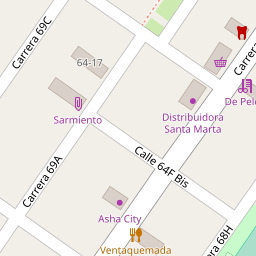 Carrera 69C
64-17
Sarmiento
Distribuidora
Santa Marta
De Pel
Carrera
Calle 64F Bis
Carrera 69A
Asha City
Ventaquemada
68H